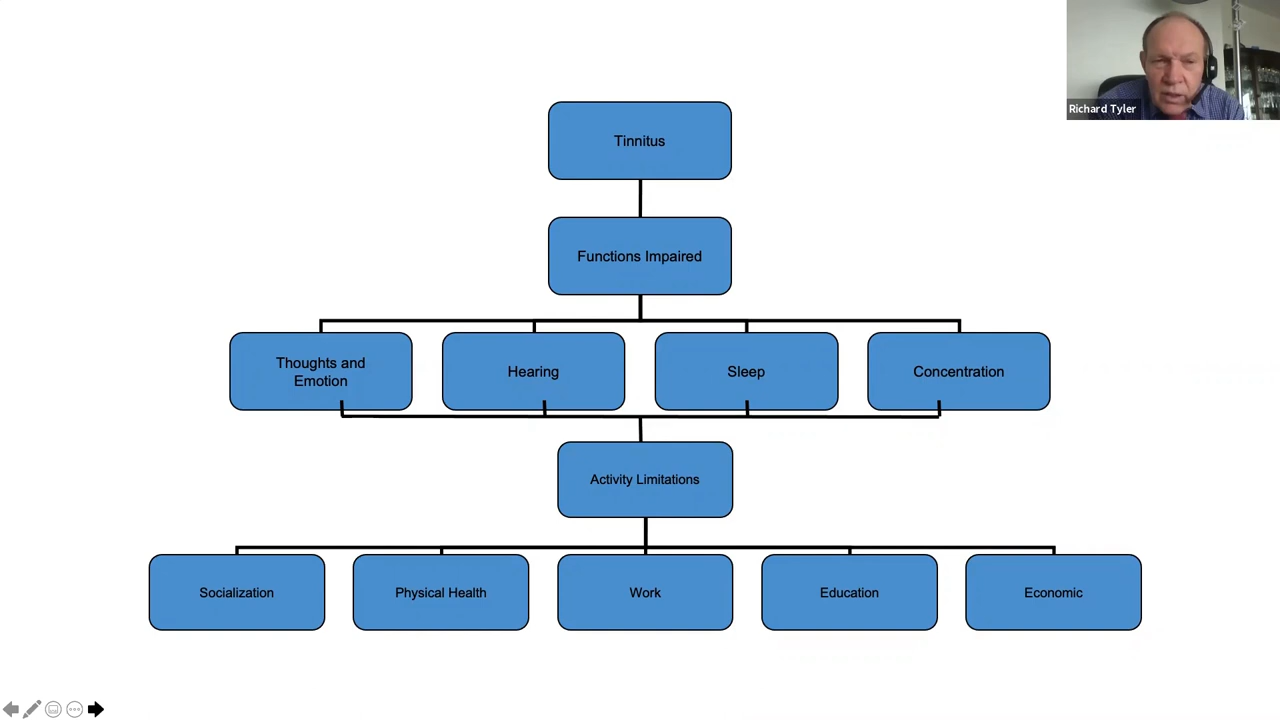 Richard Tyler
Tinnitus
Functions Impaired
Thoughts and
Emotion
Hearing
Sleep
Concentration
Activity Limitations
Socialization
Physical Health
Work
Education
Economic